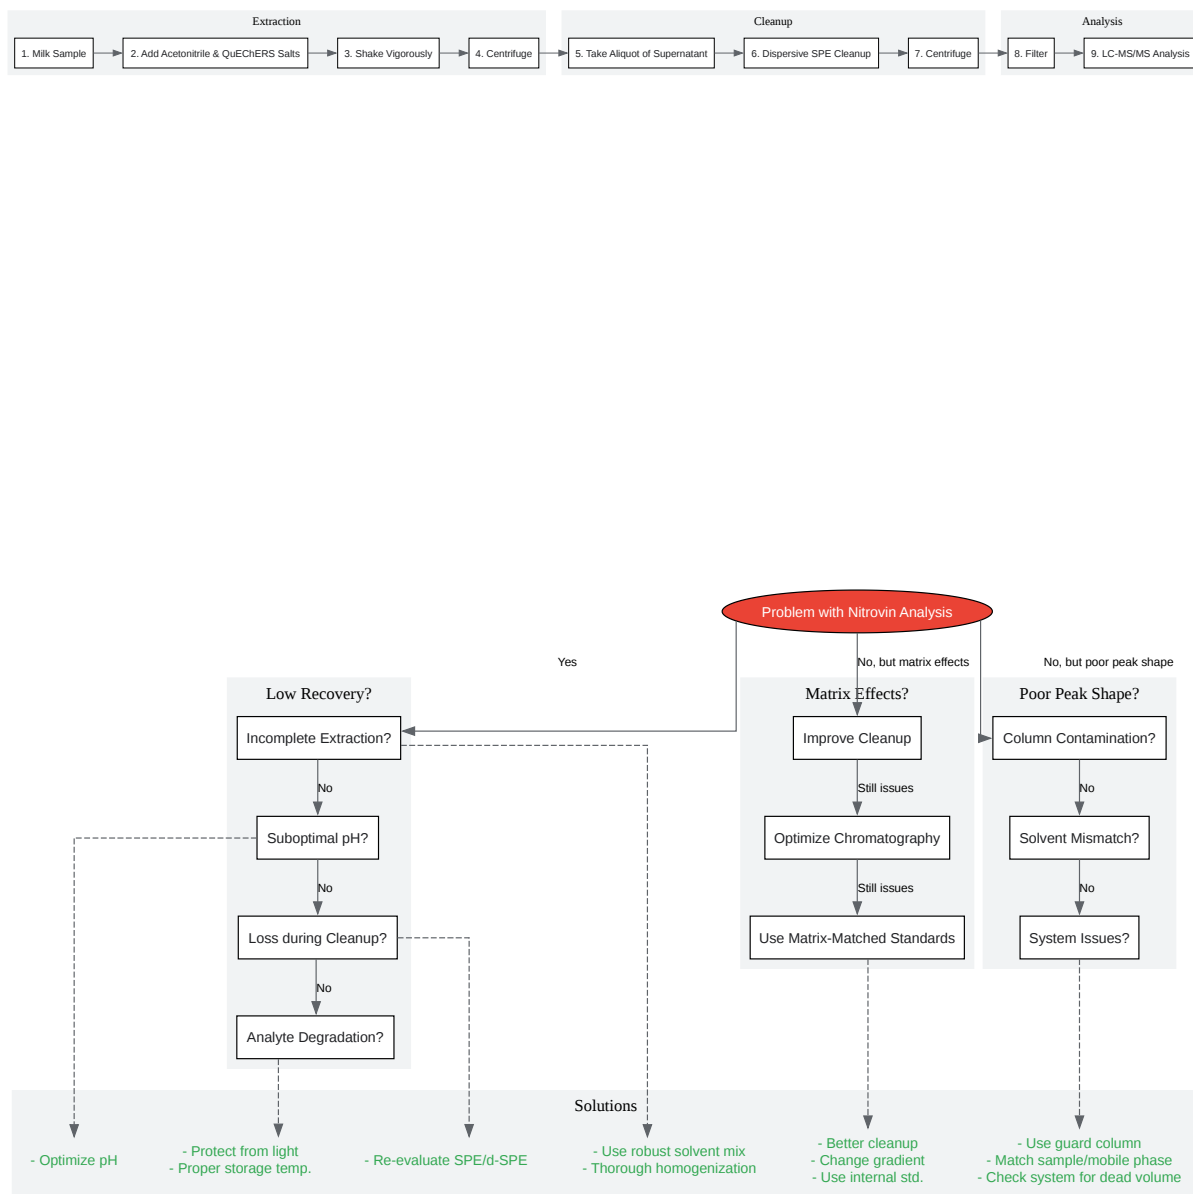 Extraction
Cleanup
Analysis
1. Milk Sample
2. Add Acetonitrile & QuEChERS Salts
3. Shake Vigorously
4. Centrifuge
5. Take Aliquot of Supernatant
6. Dispersive SPE Cleanup
7. Centrifuge
8. Filter
9. LC-MS/MS Analysis
Problem with Nitrovin Analysis
Yes
No, but matrix effects
No, but poor peak shape
Low Recovery?
Incomplete Extraction?
No
Suboptimal pH?
No
Loss during Cleanup?
No
Analyte Degradation?
Matrix Effects?
Improve Cleanup
Still issues
Optimize Chromatography
Still issues
Use Matrix-Matched Standards
Poor Peak Shape?
Column Contamination?
No
Solvent Mismatch?
No
System Issues?
Solutions
- Optimize pH
- Protect from light
- Proper storage temp.
- Re-evaluate SPE/d-SPE
- Use robust solvent mix
- Thorough homogenization
- Better cleanup
- Change gradient
- Use internal std.
- Use guard column
- Match sample/mobile phase
- Check system for dead volume